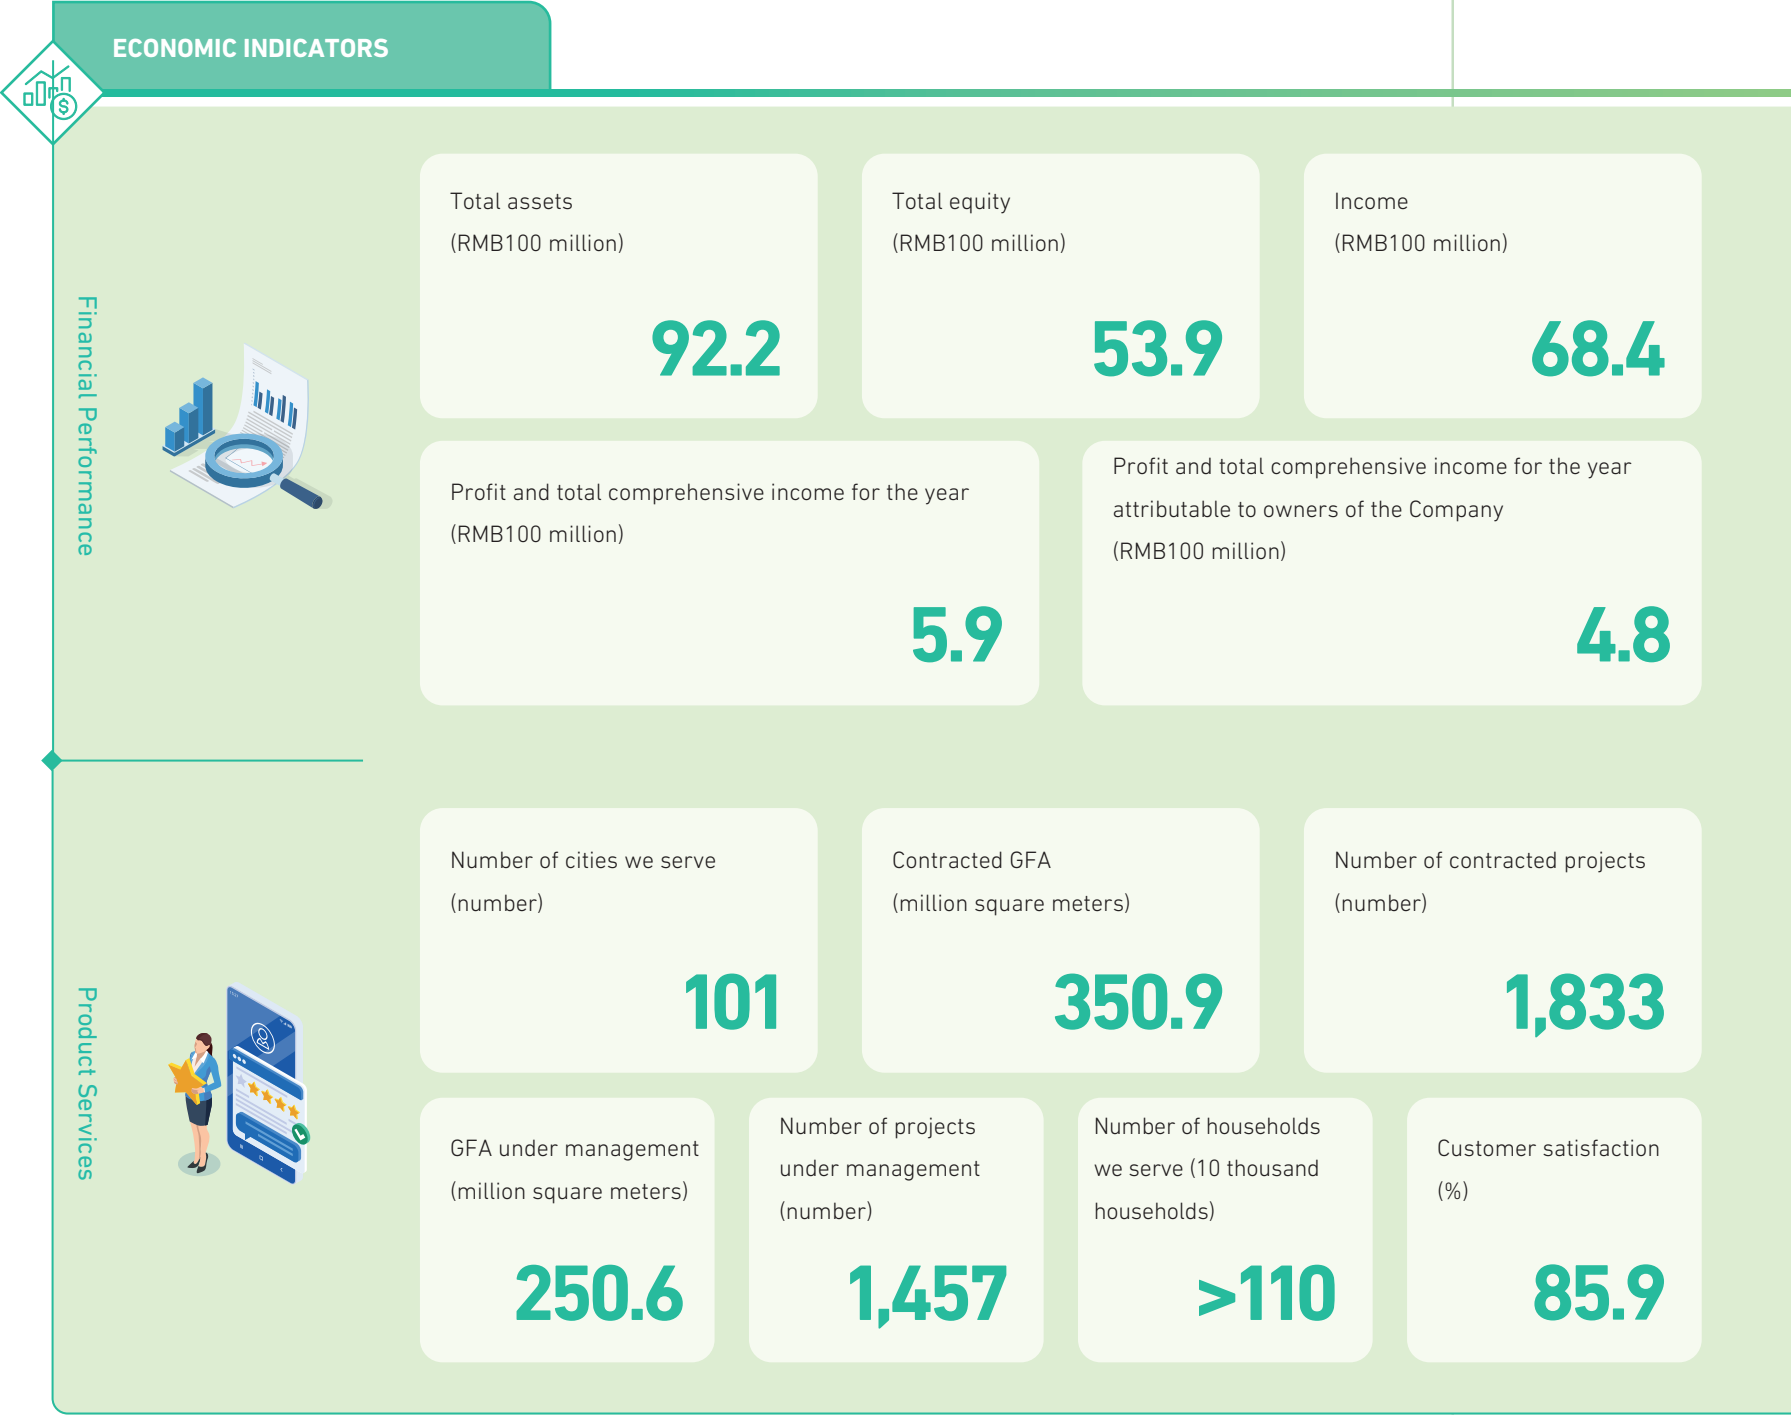 ECONOMIC INDICATORS
Financial Performance
Total assets
(RMB100 million)
92.2
Total equity
(RMB100 million)
53.9
Income
(RMB100 million)
68.4
Profit and total comprehensive income for the year
(RMB100 million)
5.9
Profit and total comprehensive income for the year
attributable to owners of the Company
(RMB100 million)
4.8
Product Services
Number of cities we serve
(number)
101
Contracted GFA
(million square meters)
350.9
Number of contracted projects
(number)
1,833
GFA under management
(million square meters)
250.6
Number of projects
under management
(number)
1,457
Number of households
we serve (10 thousand
households)
>110
Customer satisfaction
(%)
85.9